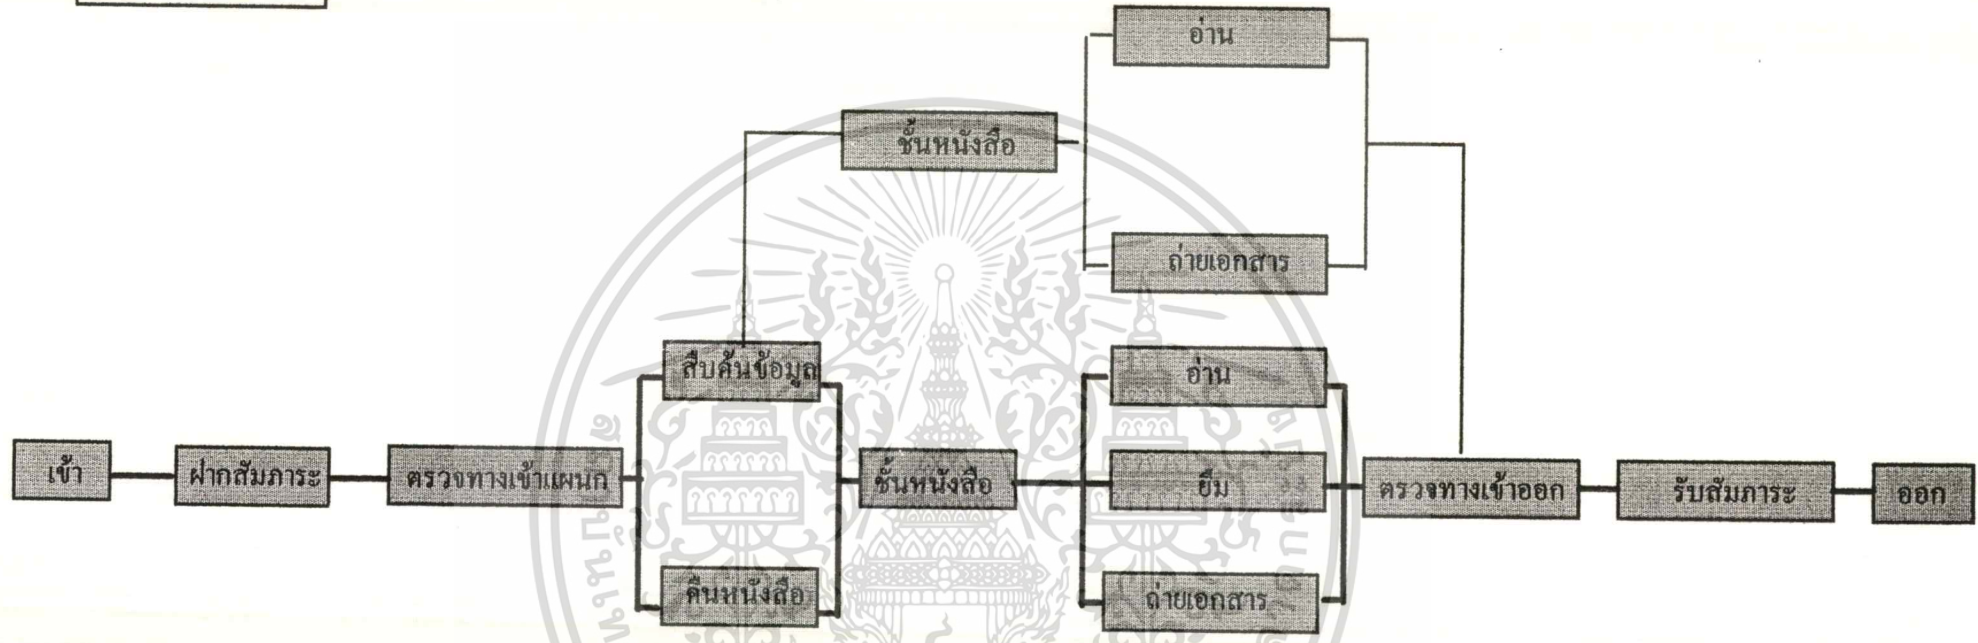 อ่าน
ชั้นหนังสือ
ถ่ายเอกสาร
สืบค้นข้อมูล
อ่าน
เข้า
ฝากสัมภาระ
ตรวจทางเข้าแผนก
ชั้นหนังสือ
ยืม
ตรวจทางเข้าออก
รับสัมภาระ
ออก
คืนหนังสือ
ถ่ายเอกสาร